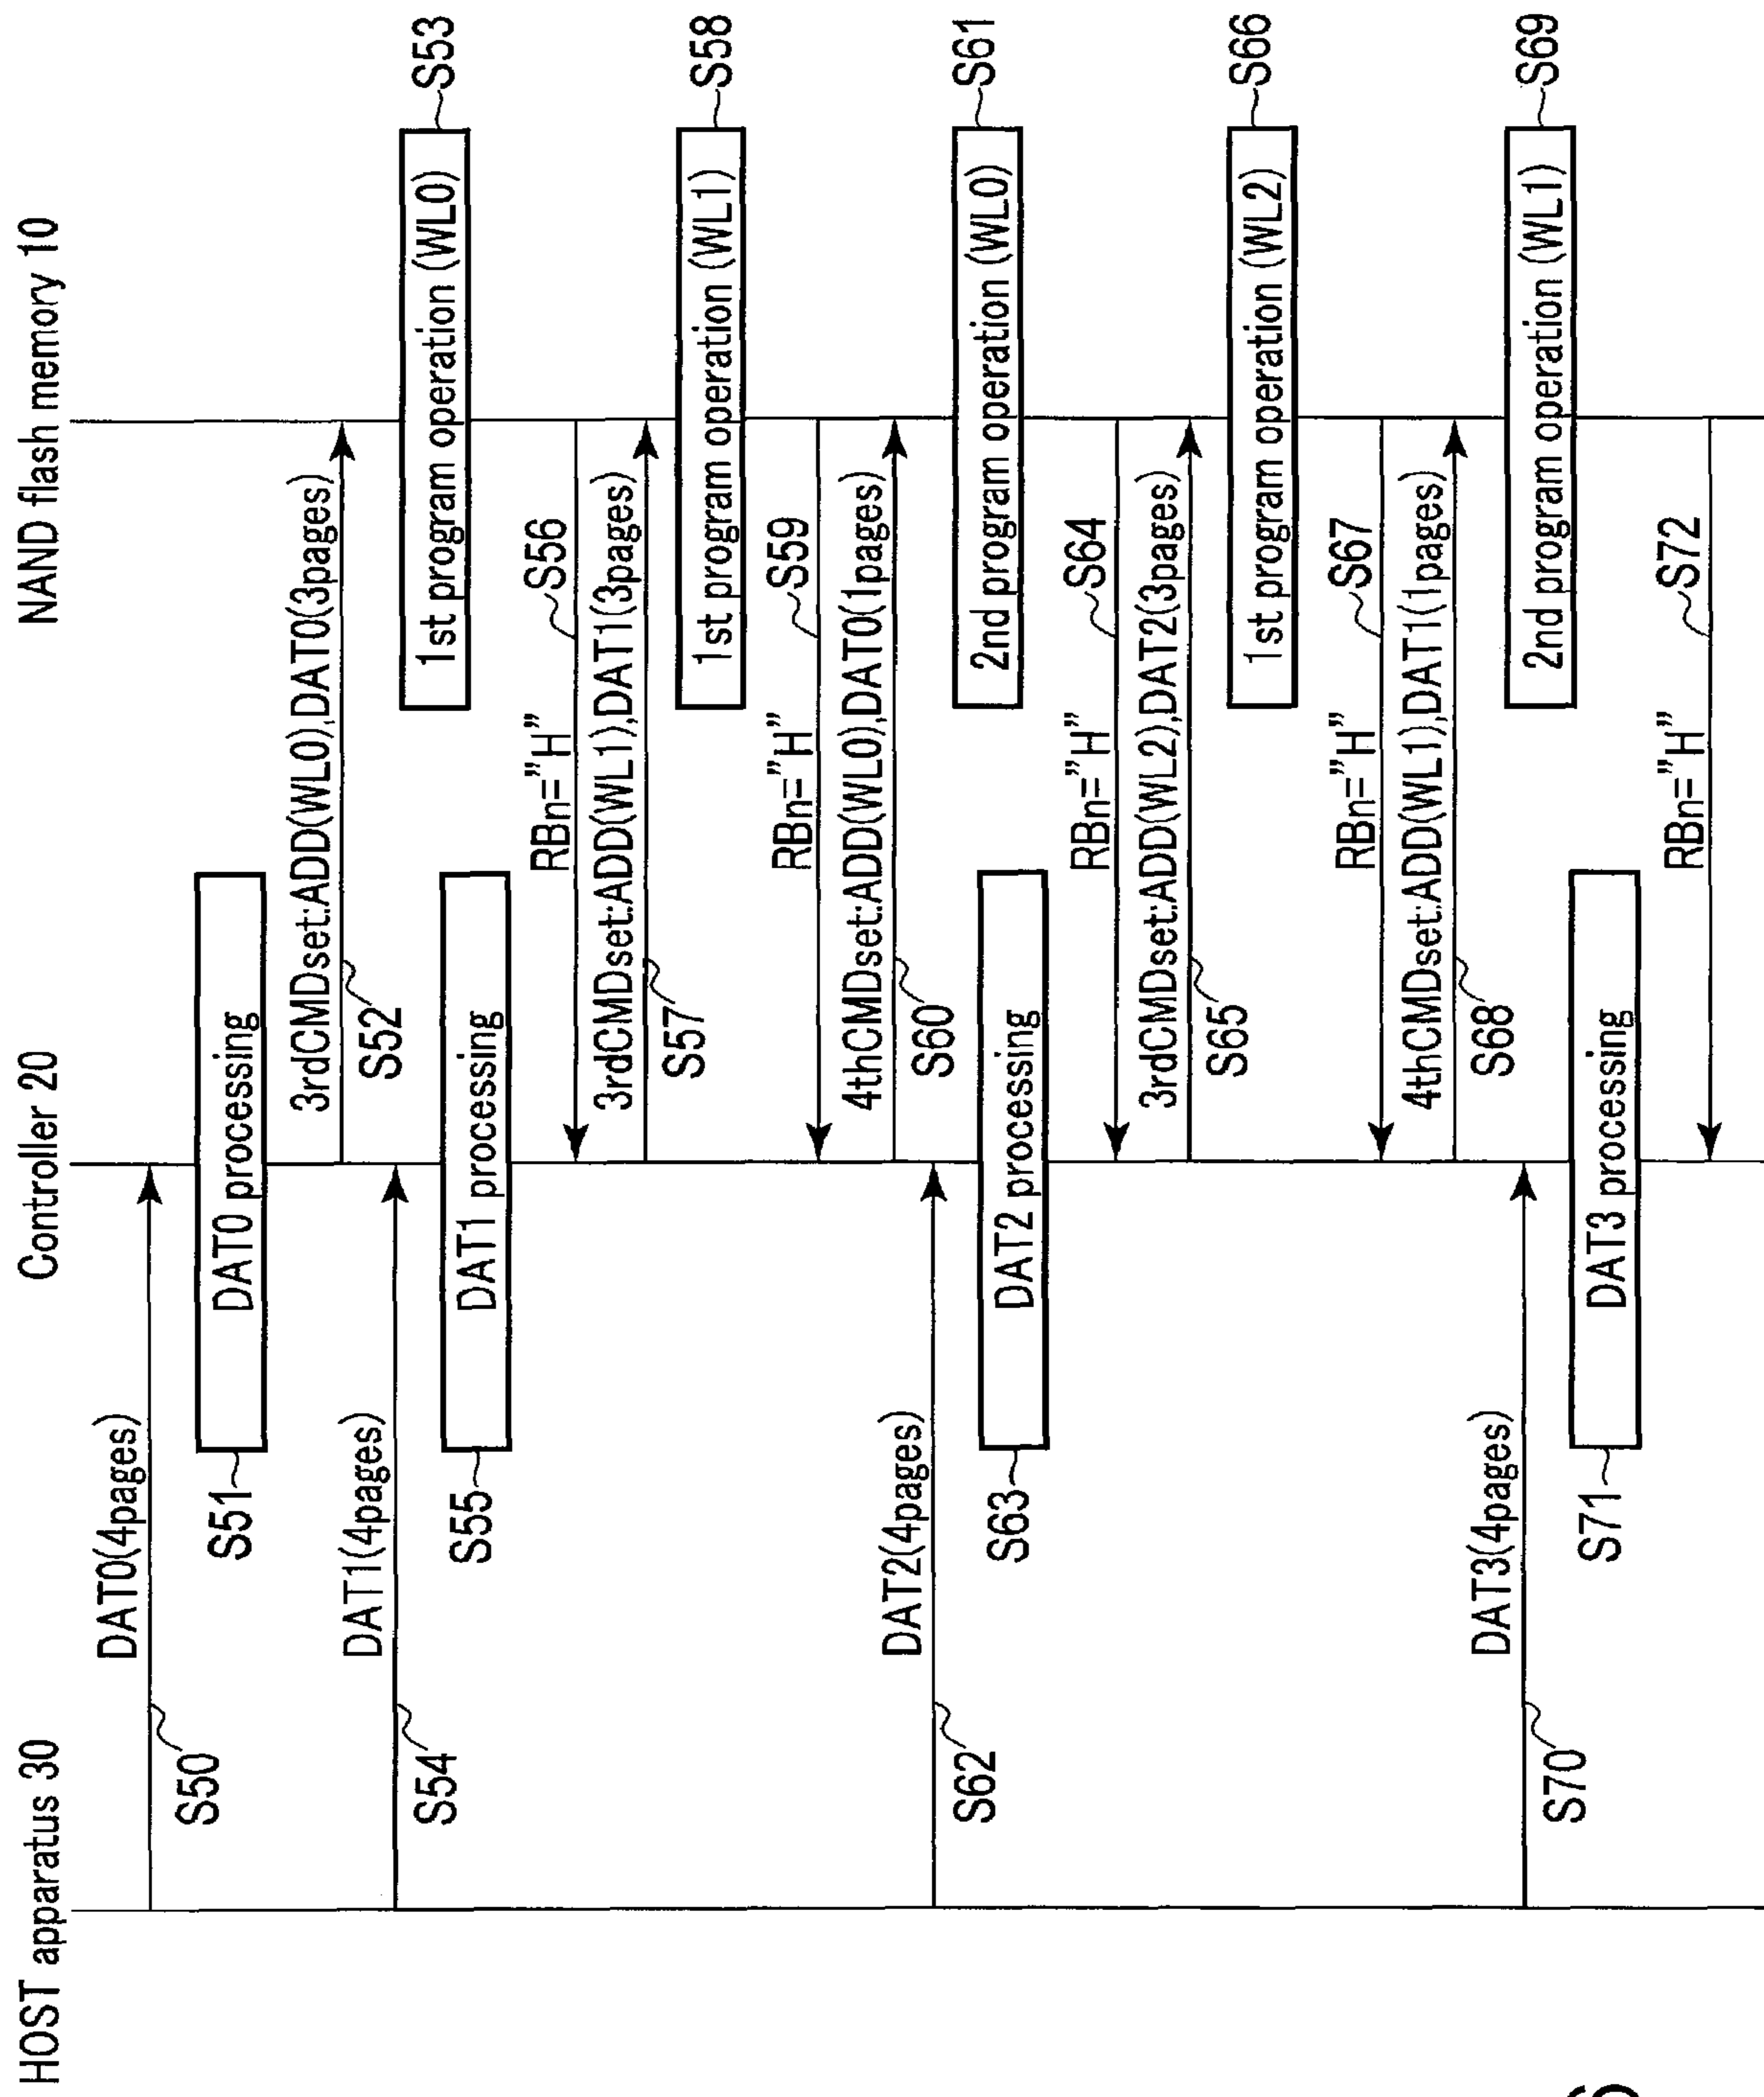 HOST apparatus 30
Controller 20
NAND flash memory 10
DAT0(4pages)
S50
S51
DAT0 processing
3rdCMDset:ADD(WL0),DAT0(3pages)
S52
1st program operation (WL0)
S53
DAT1(4pages)
S54
S55
DAT1 processing
RBn="H"
S56
3rdCMDset:ADD(WL1),DAT1(3pages)
S57
1st program operation (WL1)
S58
RBn="H"
S59
4thCMDset:ADD(WL0),DAT0(1pages)
S60
2nd program operation (WL0)
S61
DAT2(4pages)
S62
S63
DAT2 processing
RBn="H"
S64
3rdCMDset:ADD(WL2),DAT2(3pages)
S65
1st program operation (WL2)
S66
RBn="H"
S67
4thCMDset:ADD(WL1),DAT1(1pages)
S68
2nd program operation (WL1)
S69
DAT3(4pages)
S70
S71
DAT3 processing
RBn="H"
S72